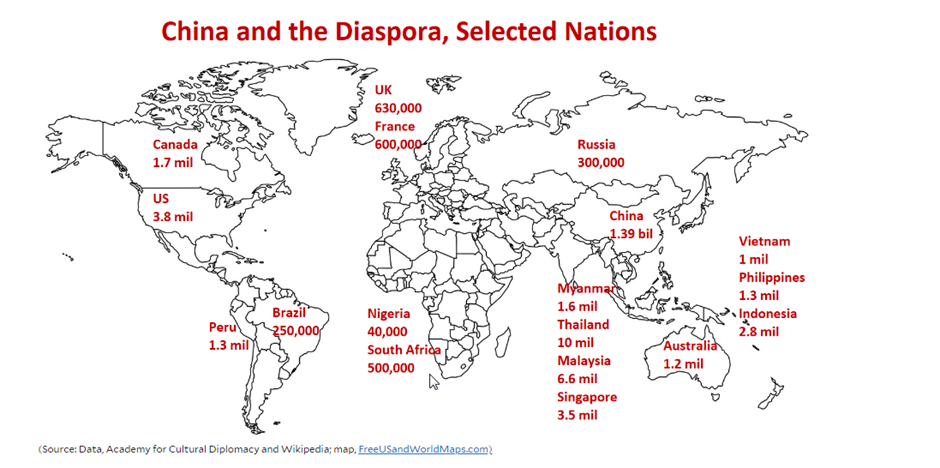 China and the Diaspora, Selected Nations
UK
630,000
France
600,000
Canada
1.7 mil
Russia
300,000
US
3.8 mil
China
1.39 bil
Vietnam
1 mil
Philippines
1.3 mil
Indonesia
2.8 mil
Myanmar
1.6 mil
Thailand
10 mil
Malaysia
6.6 mil
Singapore
3.5 mil
Brazil
250,000
Peru
1.3 mil
Nigeria
40,000
South Africa
500,000
Australia
1.2 mil
(Source: Data, Academy for Cultural Diplomacy and Wikipedia; map, FreeUSandWorldMaps.com)